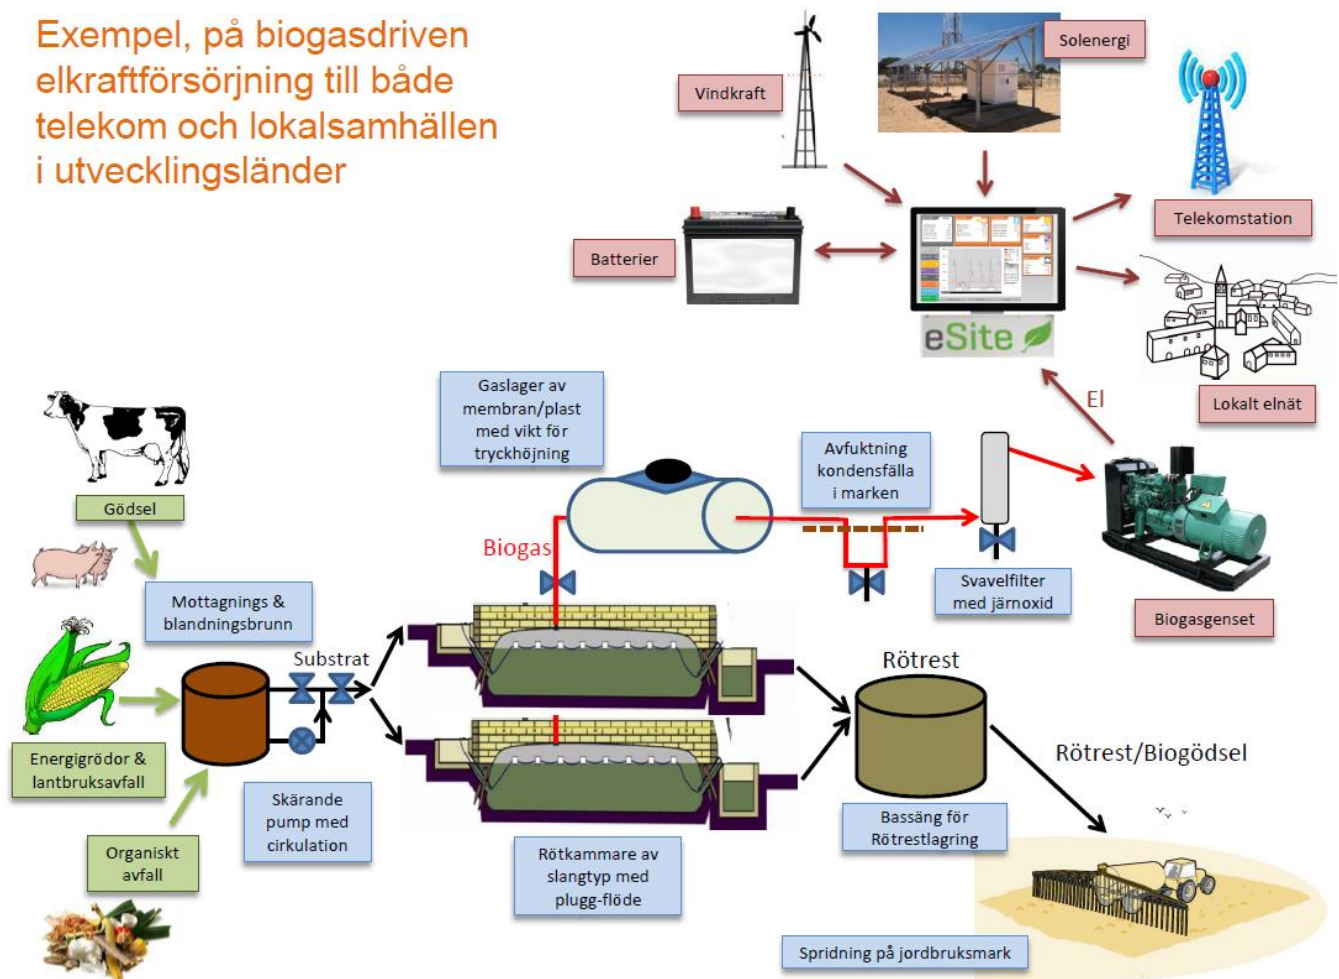 Exempel, på biogasdriven
elkraftförsörjning till både
telekom och lokalsamhällen
i utvecklingsländer
Vindkraft
Solenergi
Telekomstation
Batterier
eSite
Lokalt elnät
El
Gaslager av
membran/plast
med vikt för
tryckhöjning
Avfuktning
kondensfälla
i marken
Gödsel
Biogas
Svavelfilter
med järnoxid
Biogasgenset
Mottagnings &
blandningsbrunn
Substrat
Rötrest
Energigrödor &
lantbruksavfall
Skärande
pump med
cirkulation
Rötrest/Biogödsel
Bassäng för
Rötrestlagring
Organiskt
avfall
Rötkammare av
slangtyp med
plugg-flöde
Spridning på jordbruksmark